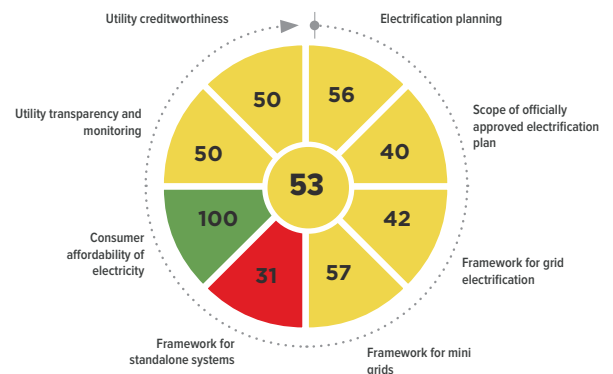 Utility creditworthiness
Electrification planning
50
56
Utility transparency and
monitoring
Scope of officially
approved electrification
plan
50
40
53
100
42
Consumer
affordability of
electricity
Framework for grid
electrification
31
57
Framework for
standalone systems
Framework for mini
grids